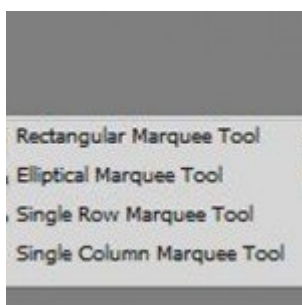 Rectangular Marquee Tool
Elliptical Marquee Tool
Single Row Marquee Tool
Single Column Marquee Tool